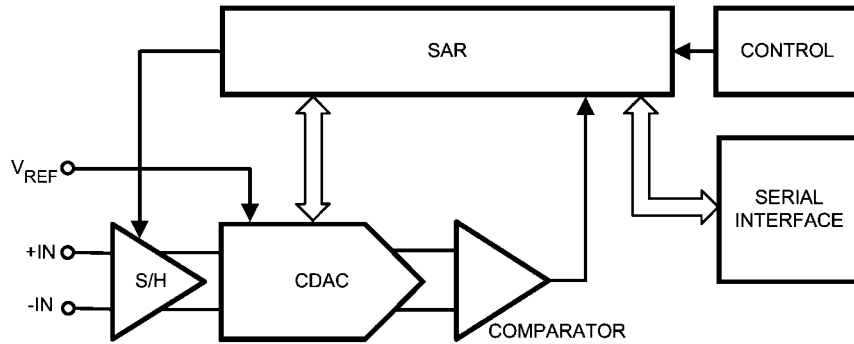 SAR
CONTROL
VREF
SERIAL
INTERFACE
+IN
S/H
CDAC
-IN
COMPARATOR